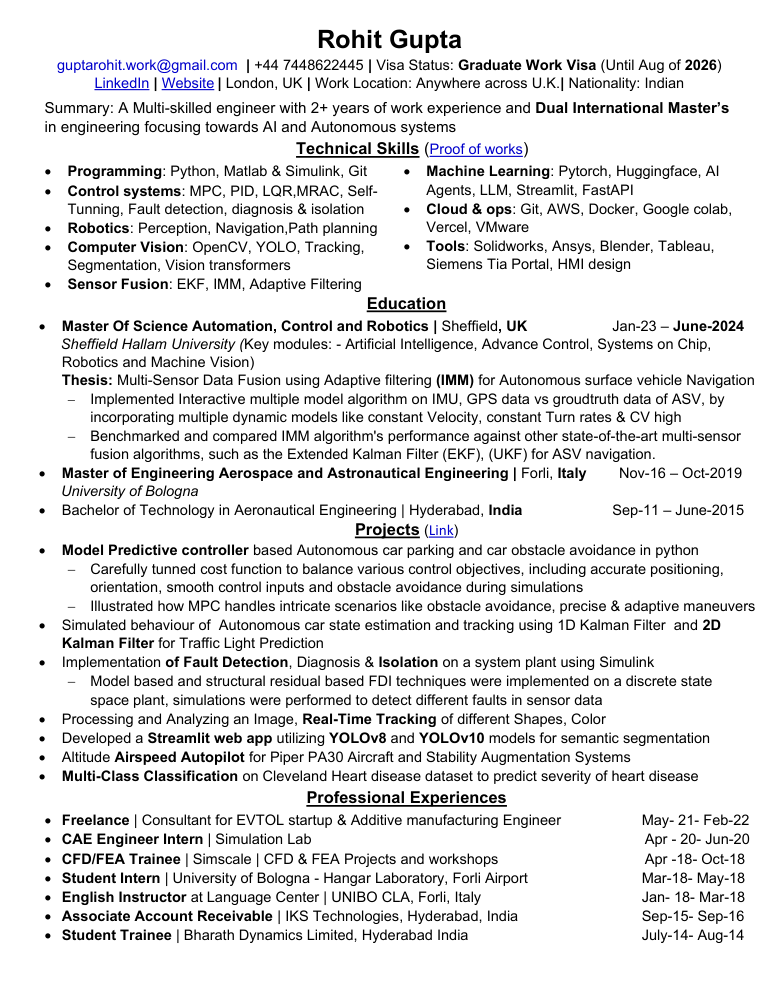 Rohit Gupta
guptarohit.work@gmail.com | +44 7448622445 | Visa Status: Graduate Work Visa (Until Aug of 2026)
LinkedIn | Website | London, UK | Work Location: Anywhere across U.K.| Nationality: Indian
Summary: A Multi-skilled engineer with 2+ years of work experience and Dual International Master's
in engineering focusing towards AI and Autonomous systems
Technical Skills (Proof of works)
• Programming: Python, Matlab & Simulink, Git
• Control systems: MPC, PID, LQR,MRAC, Self-
Tunning, Fault detection, diagnosis & isolation
• Robotics: Perception, Navigation,Path planning
• Computer Vision: OpenCV, YOLO, Tracking,
Segmentation, Vision transformers
• Sensor Fusion: EKF, IMM, Adaptive Filtering
• Machine Learning: Pytorch, Huggingface, AI
Agents, LLM, Streamlit, FastAPI
• Cloud & ops: Git, AWS, Docker, Google colab,
Vercel, VMware
• Tools: Solidworks, Ansys, Blender, Tableau,
Siemens Tia Portal, HMI design
Education
• Master Of Science Automation, Control and Robotics | Sheffield, UK Jan-23 – June-2024
Sheffield Hallam University (Key modules: - Artificial Intelligence, Advance Control, Systems on Chip,
Robotics and Machine Vision)
Thesis: Multi-Sensor Data Fusion using Adaptive filtering (IMM) for Autonomous surface vehicle Navigation
– Implemented Interactive multiple model algorithm on IMU, GPS data vs groudtruth data of ASV, by
incorporating multiple dynamic models like constant Velocity, constant Turn rates & CV high
– Benchmarked and compared IMM algorithm's performance against other state-of-the-art multi-sensor
fusion algorithms, such as the Extended Kalman Filter (EKF), (UKF) for ASV navigation.
• Master of Engineering Aerospace and Astronautical Engineering | Forli, Italy Nov-16 – Oct-2019
University of Bologna
• Bachelor of Technology in Aeronautical Engineering | Hyderabad, India Sep-11 – June-2015
Projects (Link)
• Model Predictive controller based Autonomous car parking and car obstacle avoidance in python
– Carefully tunned cost function to balance various control objectives, including accurate positioning,
orientation, smooth control inputs and obstacle avoidance during simulations
– Illustrated how MPC handles intricate scenarios like obstacle avoidance, precise & adaptive maneuvers
• Simulated behaviour of Autonomous car state estimation and tracking using 1D Kalman Filter and 2D
Kalman Filter for Traffic Light Prediction
• Implementation of Fault Detection, Diagnosis & Isolation on a system plant using Simulink
– Model based and structural residual based FDI techniques were implemented on a discrete state
space plant, simulations were performed to detect different faults in sensor data
• Processing and Analyzing an Image, Real-Time Tracking of different Shapes, Color
• Developed a Streamlit web app utilizing YOLOv8 and YOLOv10 models for semantic segmentation
• Altitude Airspeed Autopilot for Piper PA30 Aircraft and Stability Augmentation Systems
• Multi-Class Classification on Cleveland Heart disease dataset to predict severity of heart disease
Professional Experiences
• Freelance | Consultant for EVTOL startup & Additive manufacturing Engineer May- 21- Feb-22
• CAE Engineer Intern | Simulation Lab Apr - 20- Jun-20
• CFD/FEA Trainee | Simscale | CFD & FEA Projects and workshops Apr -18- Oct-18
• Student Intern | University of Bologna - Hangar Laboratory, Forli Airport Mar-18- May-18
• English Instructor at Language Center | UNIBO CLA, Forli, Italy Jan- 18- Mar-18
• Associate Account Receivable | IKS Technologies, Hyderabad, India Sep-15- Sep-16
• Student Trainee | Bharath Dynamics Limited, Hyderabad India July-14- Aug-14